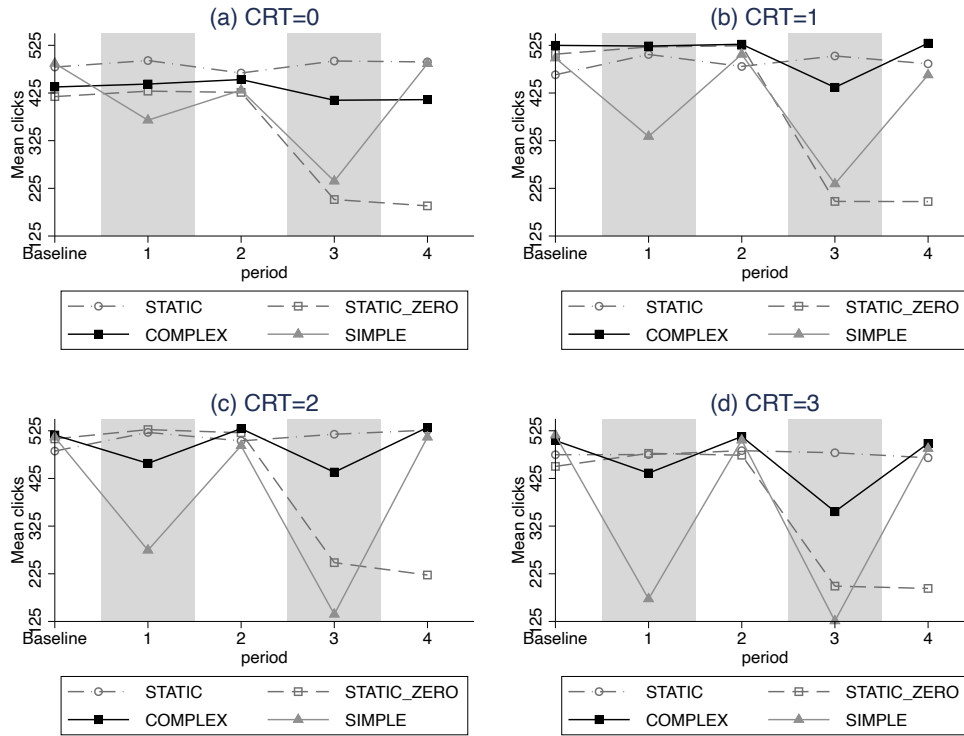 (a) CRT=0
Mean clicks
525
425
325
225
125
Baseline 1 2 3 4
period
STATIC STATIC_ZERO
COMPLEX SIMPLE
(b) CRT=1
Mean clicks
525
425
325
225
125
Baseline 1 2 3 4
period
STATIC STATIC_ZERO
COMPLEX SIMPLE
(c) CRT=2
Mean clicks
525
425
325
225
125
Baseline 1 2 3 4
period
STATIC STATIC_ZERO
COMPLEX SIMPLE
(d) CRT=3
Mean clicks
525
425
325
225
125
Baseline 1 2 3 4
period
STATIC STATIC_ZERO
COMPLEX SIMPLE